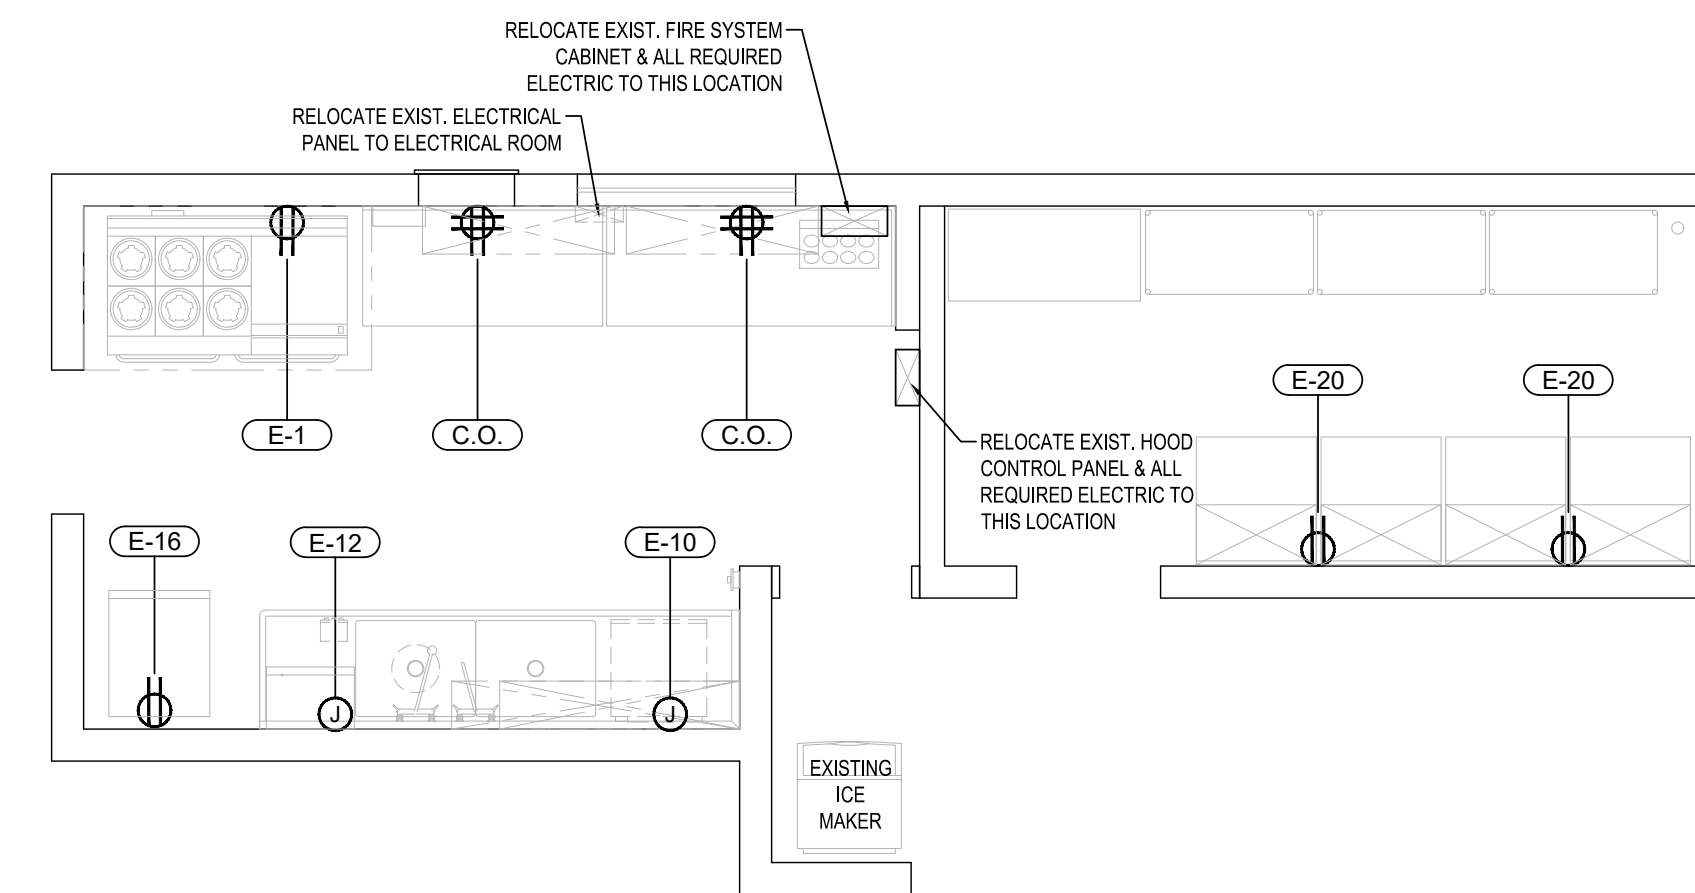 RELOCATE EXIST. FIRE SYSTEM
CABINET & ALL REQUIRED
ELECTRIC TO THIS LOCATION
RELOCATE EXIST. ELECTRICAL
PANEL TO ELECTRICAL ROOM
E-20
E-20
E-1
C.O.
C.O.
RELOCATE EXIST. HOOD
CONTROL PANEL & ALL
REQUIRED ELECTRIC TO
THIS LOCATION
E-16
E-12
E-10
J
J
EXISTING
ICE
MAKER